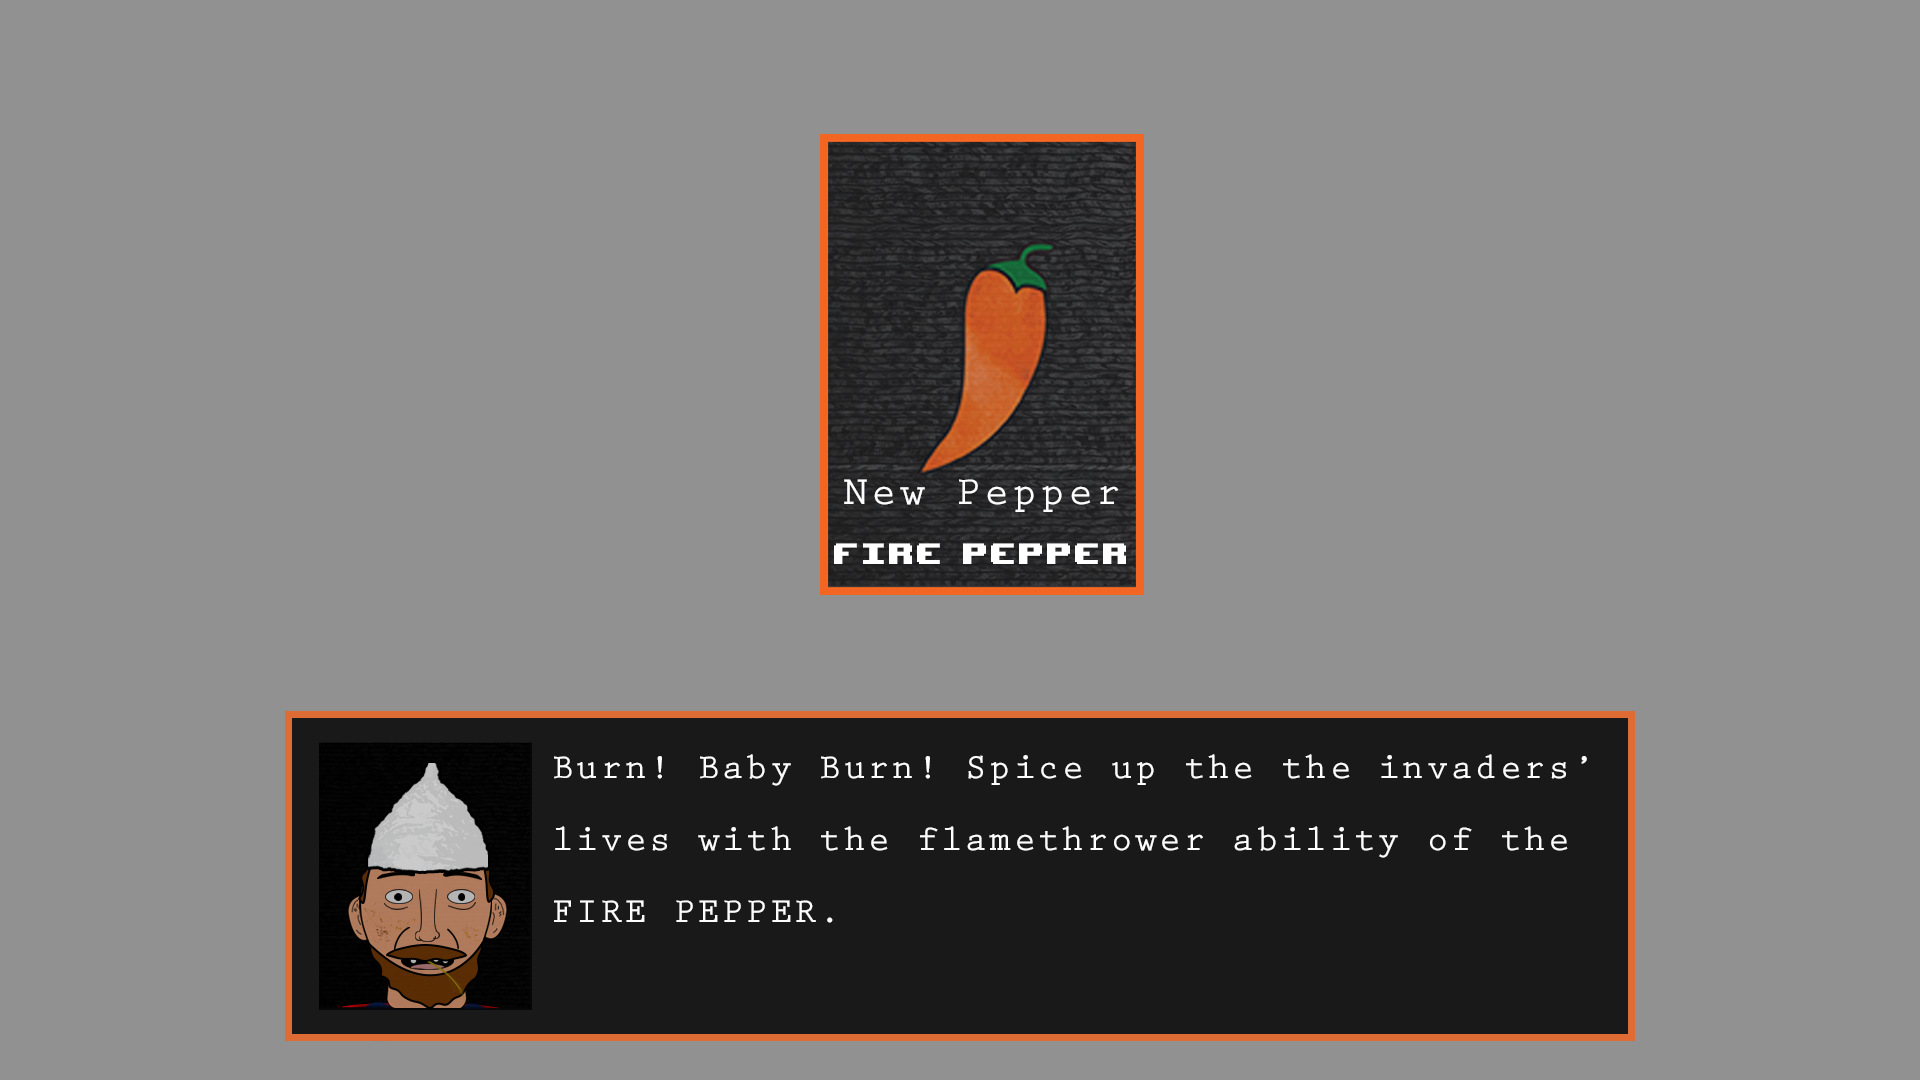 New Pepper
FIRE PEPPER
Burn! Baby Burn! Spice up the the invaders’
lives with the flamethrower ability of the
FIRE PEPPER.